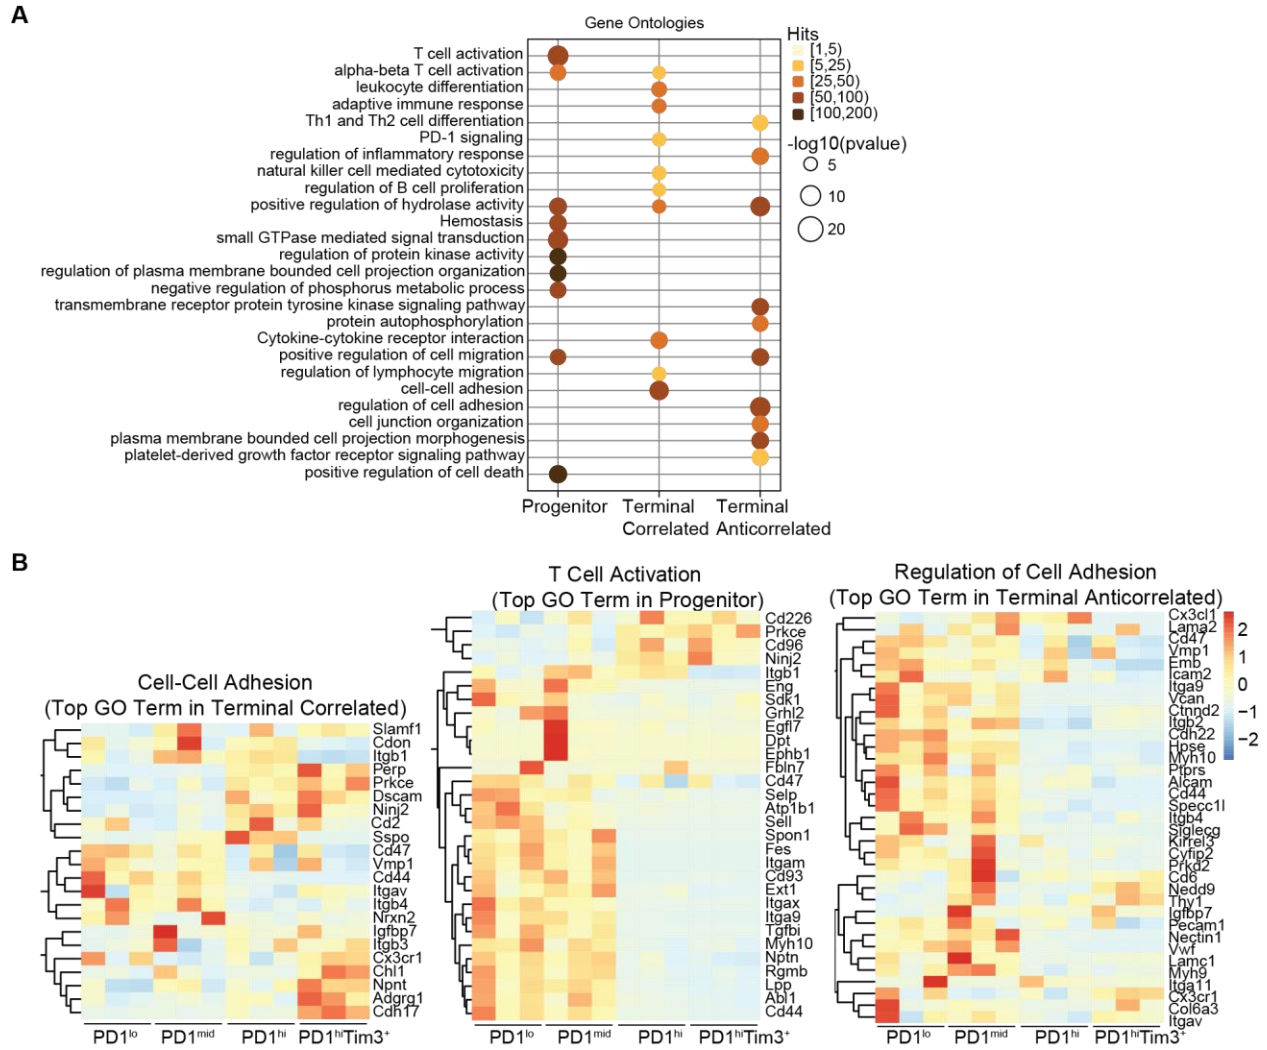 A
Gene Ontologies
T cell activation
alpha-beta T cell activation
leukocyte differentiation
adaptive immune response
Th1 and Th2 cell differentiation
PD-1 signaling
regulation of inflammatory response
natural killer cell mediated cytotoxicity
regulation of B cell proliferation
positive regulation of hydrolase activity
Hemostasis
small GTPase mediated signal transduction
regulation of protein kinase activity
regulation of plasma membrane bounded cell projection organization
negative regulation of phosphorus metabolic process
transmembrane receptor protein tyrosine kinase signaling pathway
protein autophosphorylation
Cytokine-cytokine receptor interaction
positive regulation of cell migration
regulation of lymphocyte migration
cell-cell adhesion
regulation of cell adhesion
cell junction organization
plasma membrane bounded cell projection morphogenesis
platelet-derived growth factor receptor signaling pathway
positive regulation of cell death
Progenitor
Terminal
Correlated
Terminal
Anticorrelated
Hits
[1,5)
[5,25)
[25,50)
[50,100)
[100,200)
-log10(pvalue)
5
10
20
B
Cell-Cell Adhesion
(Top GO Term in Terminal Correlated)
Slamf1
Cdon
Itgb1
Perp
Prkce
Dscam
Ninj2
Cd2
Sspo
Cd47
Vmp1
Cd44
Itgav
Itgb4
Nrxn2
Igfbp7
Itgb3
Cx3cr1
Chl1
Npnt
Adgrg1
Cdh17
PD1lo
PD1mid
PD1hi
PD1hiTim3+
T Cell Activation
(Top GO Term in Progenitor)
Cd226
Prkce
Cd96
Ninj2
Itgb1
Eng
Sdk1
Grhl2
Egfl7
Dpt
Ephb1
Fbln7
Cd47
Selp
Atp1b1
Sell
Spon1
Fes
Itgam
Cd93
Ext1
Itgax
Itga9
Tgfbi
Myh10
Nptn
Rgmb
Lpp
Abl1
Cd44
PD1lo
PD1mid
PD1hi
PD1hiTim3+
Regulation of Cell Adhesion
(Top GO Term in Terminal Anticorrelated)
Cx3cl1
Lama2
Cd47
Vmp1
Emb
Icam2
Itga9
Vcan
Ctnnd2
Itgb2
Cdh22
Hpse
Myh10
Ptprs
Alcam
Cd44
Specc1l
Itgb4
Siglecg
Kirrel3
Cyfip2
Prkd2
Cd6
Nedd9
Thy1
Igfbp7
Pecam1
Nectin1
Vwf
Lamc1
Myh9
Itga11
Cx3cr1
Col6a3
Itgav
PD1lo
PD1mid
PD1hi
PD1hiTim3+
2
1
0
−1
−2